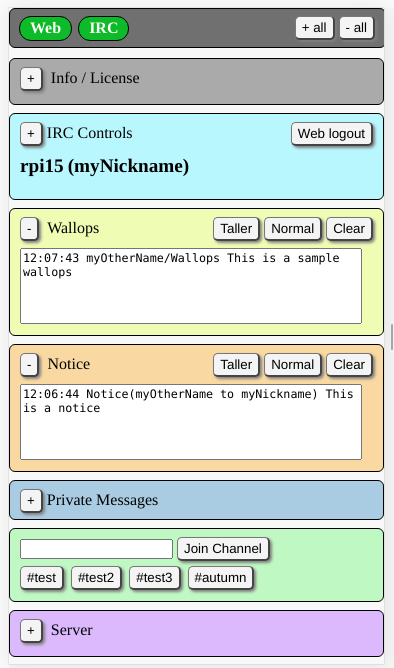 Web IRC + all - all
+ Info / License
+ IRC Controls Web logout
rpi15 (myNickname)
- Wallops Taller Normal Clear
12:07:43 myOtherName/Wallops This is a sample
wallops
- Notice Taller Normal Clear
12:06:44 Notice(myOtherName to myNickname) This
is a notice
+ Private Messages
Join Channel
#test #test2 #test3 #autumn
+ Server